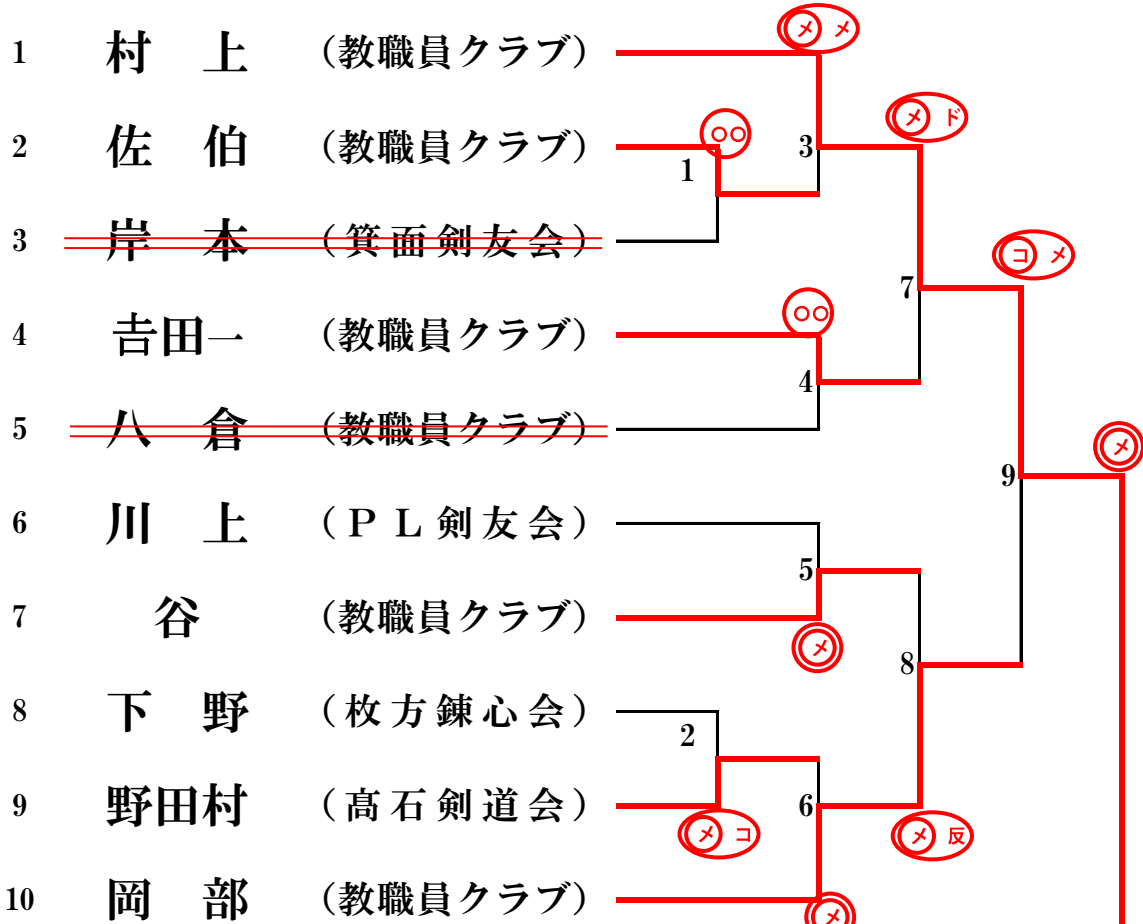 1 村上 (教職員クラブ)
2 佐伯 (教職員クラブ)
3 岸本 (箕面剣友会)
4 𠮷田一 (教職員クラブ)
5 八倉 (教職員クラブ)
6 川上 (ＰＬ剣友会)
7 谷 (教職員クラブ)
8 下野 (枚方錬心会)
9 野田村 (髙石剣道会)
10 岡部 (教職員クラブ)
メ メ
○○
1
3
メ ド
○○
4
7
コ メ
5
メ
8
9
メ
2
メ コ
6
メ 反
メ